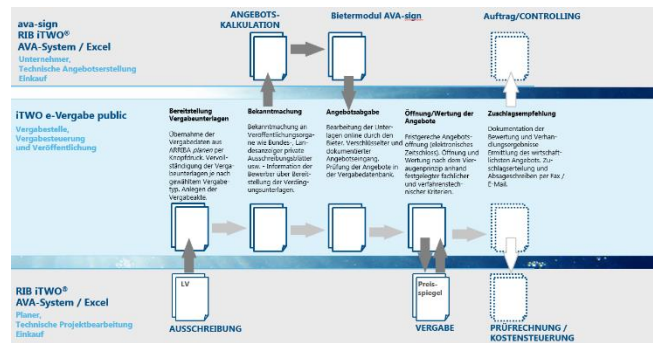 ava-sign
RIB iTWO®
AVA-System / Excel
Unternehmer,
Technische Angebotserstellung
Einkauf
ANGEBOTS-
KALKULATION
Bietermodul AVA-sign
Auftrag/CONTROLLING
iTWO e-Vergabe public
Vergabestelle,
Vergabesteuerung
und Veröffentlichung
Bereitstellung
Vergabeunterlagen
Übernahme der
Vergabedaten aus
ARRIBA planen per
Knopfdruck. Vervoll-
ständigung der Verga-
beunterlagen je nach
gewähltem Vergabe-
typ. Anlegen der
Vergabeakte.
Bekanntmachung
Bekanntmachung an
Veröffentlichungsorga-
ne wie Bundes-, Lan-
desanzeiger private
Ausschreibungsblätter
usw. - Information der
Bewerber über Bereit-
stellung der Verdin-
gungsunterlagen.
Angebotsabgabe
Bearbeitung der Unter-
lagen online durch den
Bieter. Verschlüsselter und
dokumentierter
Angebotseingang.
Prüfung der Angebote in
der Vergabedatenbank.
Öffnung/Wertung der
Angebote
Festgerechte Angebots-
öffnung (elektronisches
Zwischlos). Öffnung und
Wertung nach dem Vier-
augenprinzip anhand
festgelegter fachlicher
und verfahrenstech-
nischer Kriterien.
Zuschlagsempfehlung
Dokumentation der
Bewertung und Verhan-
dlungsergebnisse
Ermittlung der wirtschaft-
lichsten Angebots. Zu-
schlagserteilung und
Absageschreiben per Fax /
E-Mail.
RIB iTWO®
AVA-System / Excel
Planer,
Technische Projektbearbeitung
Einkauf
LV
AUSSCHREIBUNG
Preis-
spiegel
VERGABE
PRÜFRECHNUNG /
KOSTENSTEUERUNG